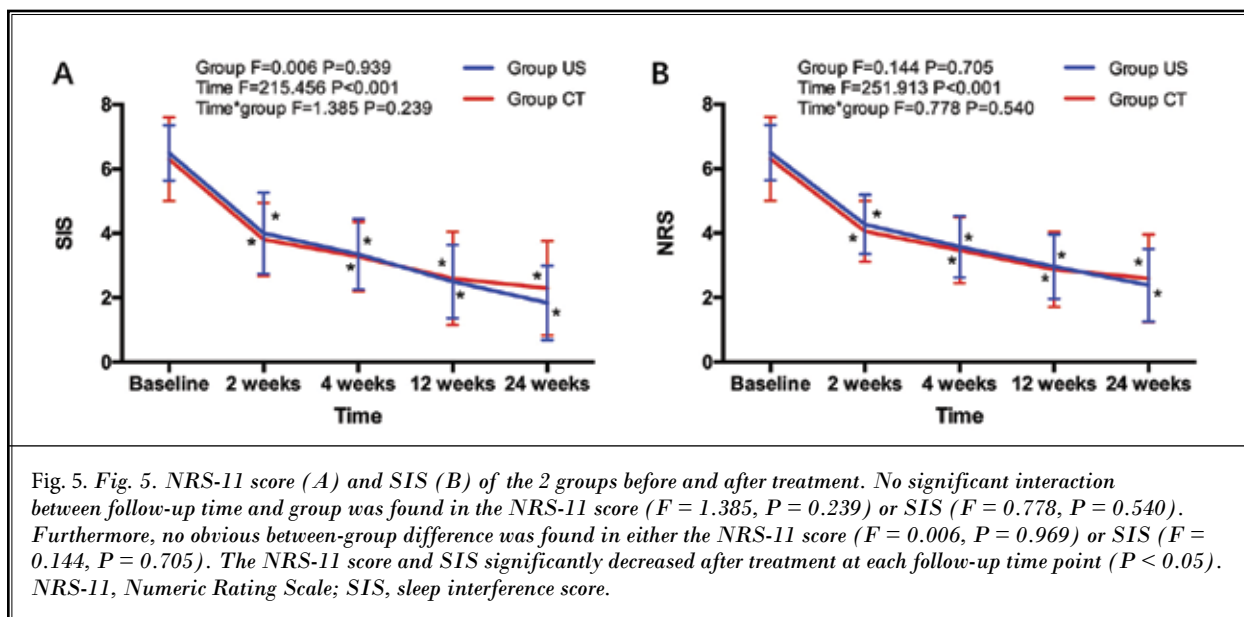 A
Group F=0.006 P=0.939
Time F=215.456 P<0.001
Time*group F=1.385 P=0.239
Group US
Group CT
8
6
4
2
0
SIS
* * * * * * * *
Baseline 2 weeks 4 weeks 12 weeks 24 weeks
Time
B
Group F=0.144 P=0.705
Time F=251.913 P<0.001
Time*group F=0.778 P=0.540
Group US
Group CT
8
6
4
2
0
NRS
* * * * * * * *
Baseline 2 weeks 4 weeks 12 weeks 24 weeks
Time
Fig. 5. Fig. 5. NRS-11 score (A) and SIS (B) of the 2 groups before and after treatment. No significant interaction
between follow-up time and group was found in the NRS-11 score (F = 1.385, P = 0.239) or SIS (F = 0.778, P = 0.540).
Furthermore, no obvious between-group difference was found in either the NRS-11 score (F = 0.006, P = 0.969) or SIS (F =
0.144, P = 0.705). The NRS-11 score and SIS significantly decreased after treatment at each follow-up time point (P < 0.05).
NRS-11, Numeric Rating Scale; SIS, sleep interference score.